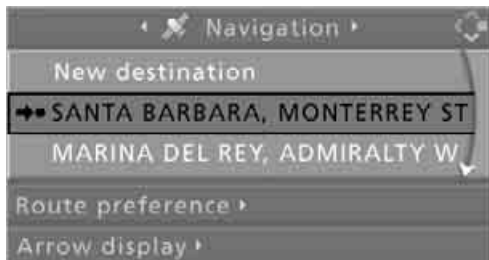 Navigation
New destination
SANTA BARBARA, MONTERREY ST
MARINA DEL REY, ADMIRALTY W
Route preference
Arrow display